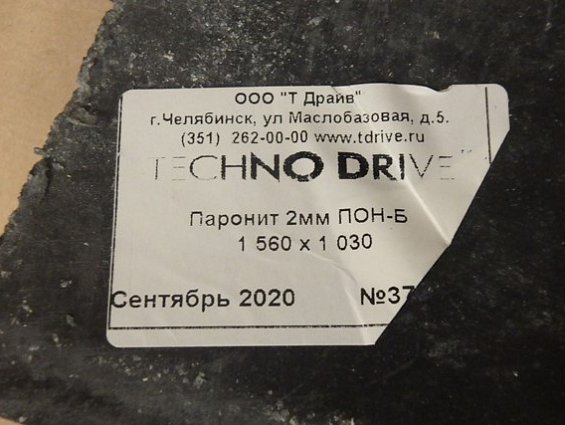 ООО "Т Драйв"
г.Челябинск, ул Маслобазовая, д.5.
(351) 262-00-00 www.tdrive.ru
TECHNO DRIVE
Паронит 2мм ПОН-Б
1 560 x 1 030
Сентябрь 2020 №37